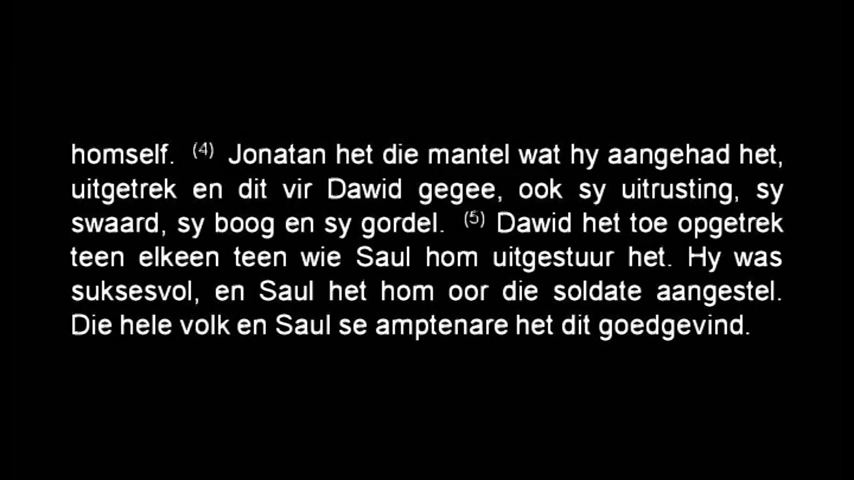 homself. (4) Jonatan het die mantel wat hy aangehad het,
uitgetrek en dit vir Dawid gegee, ook sy uitrusting, sy
swaard, sy boog en sy gordel. (5) Dawid het toe opgetrek
teen elkeen teen wie Saul hom uitgestuur het. Hy was
suksesvol, en Saul het hom oor die soldate aangestel.
Die hele volk en Saul se amptenare het dit goedgevind.